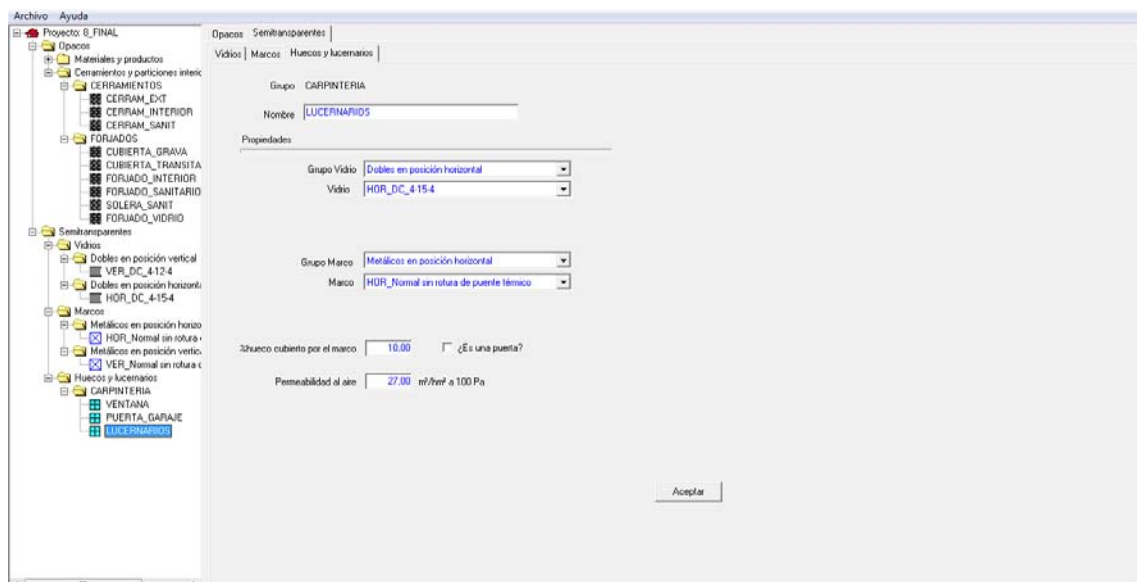 Archivo Ayuda
Proyecto: 8_FINAL
Opacos
Materiales y productos
Cerramientos y particiones interic
CERRAMIENTOS
CERRAM_EXT
CERRAM_INTERIOR
CERRAM_SANIT
FORJADOS
CUBIERTA_GRAVA
CUBIERTA_TRANSITA
FORJADO_INTERIOR
FORJADO_SANITARIO
SOLERA_SANIT
FORJADO_VIDRIO
Semitransparentes
Vidrios
Dobles en posición vertical
VER_DC_4-12-4
Dobles en posición horizonta
HOR_DC_4-15-4
Marcos
Metálicos en posición horizo
HOR_Normal sin rotura
Metálicos en posición vertic
VER_Normal sin rotura
Huecos y lucernarios
CARPINTERIA
VENTANA
PUERTA_GARAJE
LUCERNARIOS
Opacos Semitransparentes
Vidrios Marcos Huecos y lucernarios
Grupo CARPINTERIA
Nombre LUCERNARIOS
Propiedades
Grupo Vidrio Dobles en posición horizontal
Vidrio HOR_DC_4-15-4
Grupo Marco Metálicos en posición horizontal
Marco HOR_Normal sin rotura de puente térmico
%hueco cubierto por el marco 10,00 ¿Es una puerta?
Permeabilidad al aire 27,00 m³/hm² a 100 Pa
Aceptar